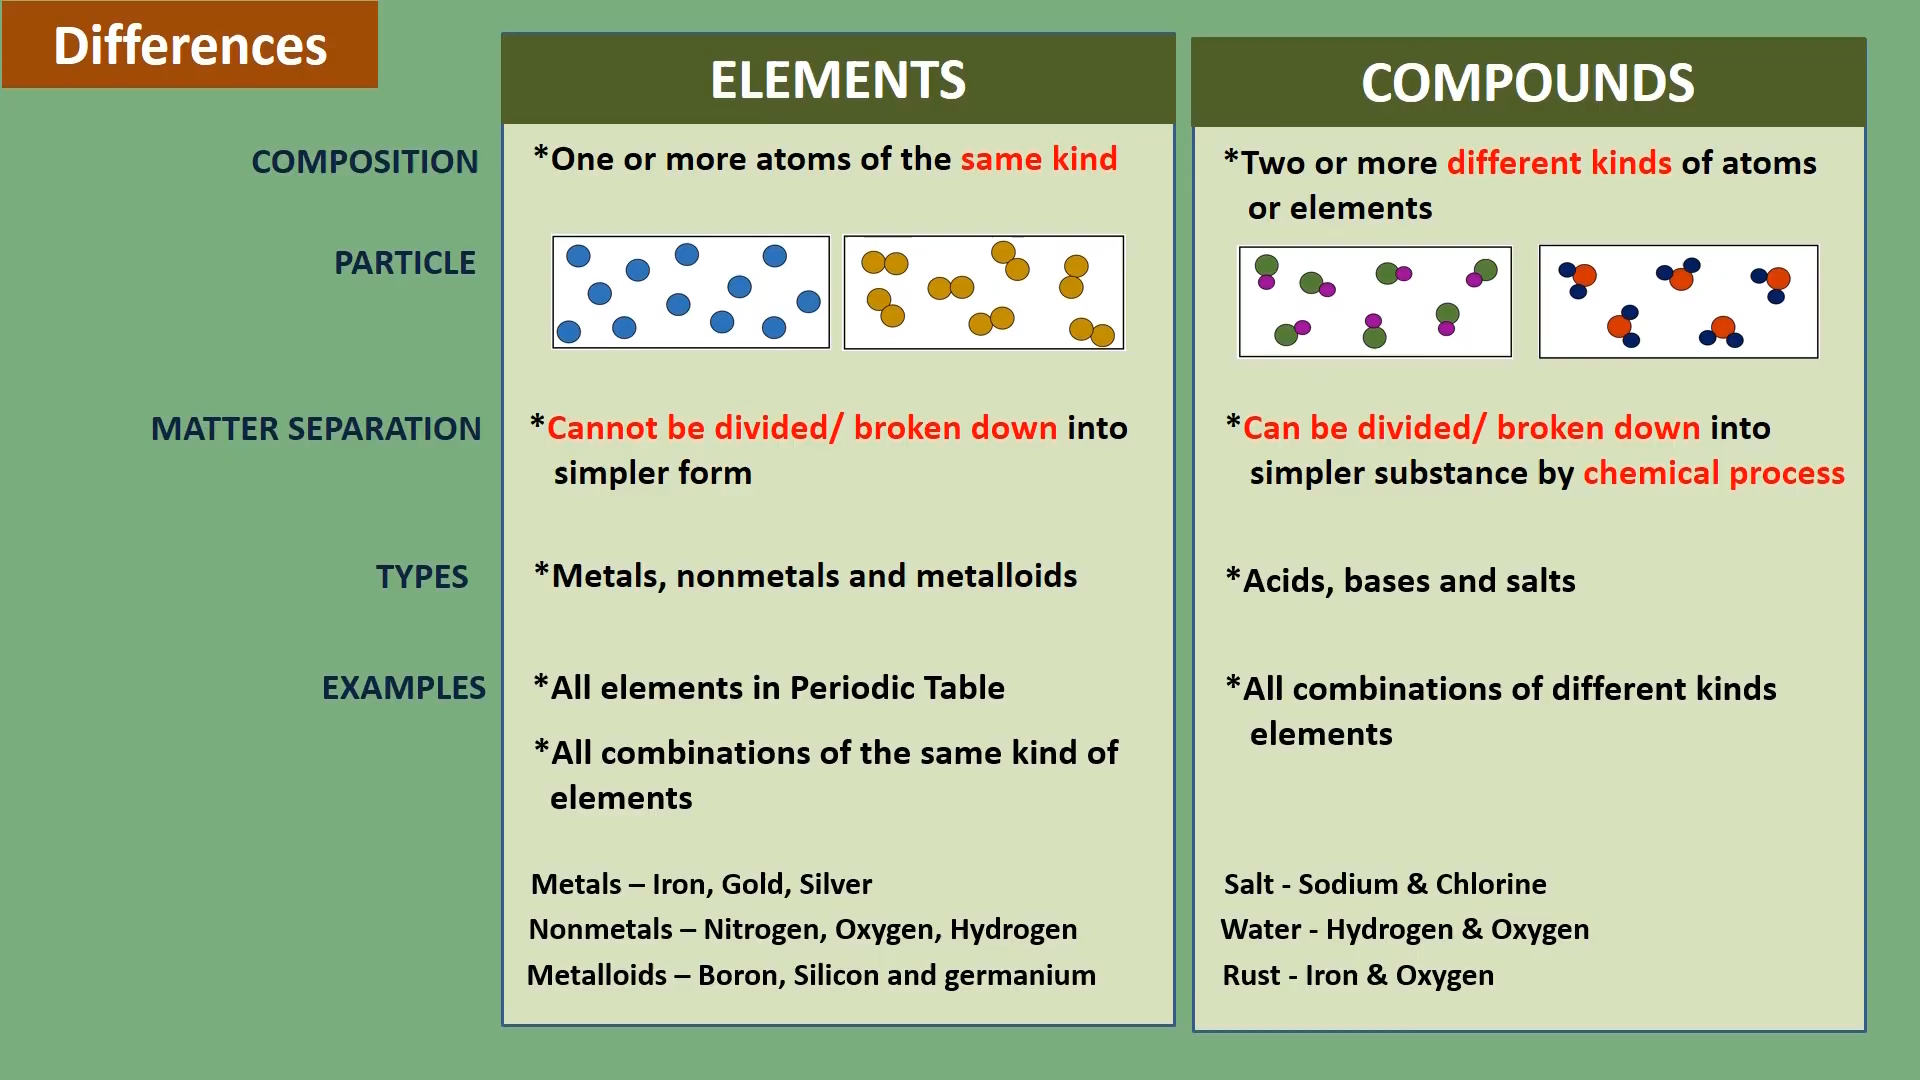 Differences
ELEMENTS
COMPOUNDS
COMPOSITION
*One or more atoms of the same kind
*Two or more different kinds of atoms
or elements
PARTICLE
MATTER SEPARATION
*Cannot be divided/ broken down into
simpler form
*Can be divided/ broken down into
simpler substance by chemical process
TYPES
*Metals, nonmetals and metalloids
*Acids, bases and salts
EXAMPLES
*All elements in Periodic Table
*All combinations of the same kind of
elements
*All combinations of different kinds
elements
Metals – Iron, Gold, Silver
Nonmetals – Nitrogen, Oxygen, Hydrogen
Metalloids – Boron, Silicon and germanium
Salt - Sodium & Chlorine
Water - Hydrogen & Oxygen
Rust - Iron & Oxygen